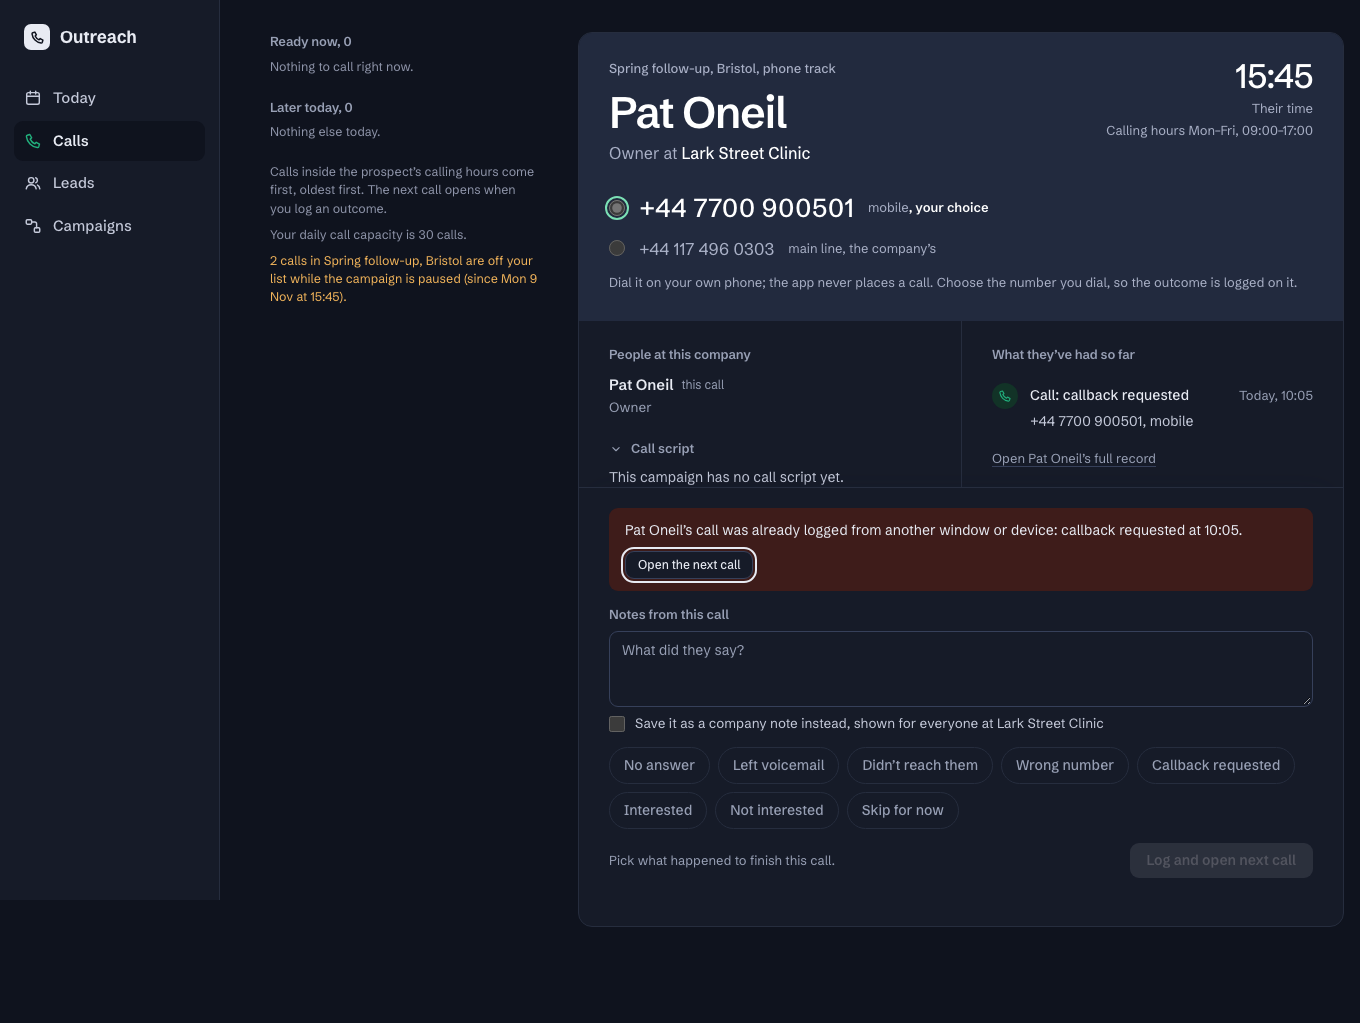 Outreach
Today
Calls
Leads
Campaigns
Ready now, 0
Nothing to call right now.
Later today, 0
Nothing else today.
Calls inside the prospect’s calling hours come
first, oldest first. The next call opens when
you log an outcome.
Your daily call capacity is 30 calls.
2 calls in Spring follow-up, Bristol are off your
list while the campaign is paused (since Mon 9
Nov at 15:45).
Spring follow-up, Bristol, phone track
Pat Oneil
Owner at Lark Street Clinic
15:45
Their time
Calling hours Mon-Fri, 09:00-17:00
+44 7700 900501 mobile, your choice
+44 117 496 0303 main line, the company’s
Dial it on your own phone; the app never places a call. Choose the number you dial, so the outcome is logged on it.
People at this company
Pat Oneil this call
Owner
Call script
This campaign has no call script yet.
What they’ve had so far
Call: callback requested Today, 10:05
+44 7700 900501, mobile
Open Pat Oneil’s full record
Pat Oneil’s call was already logged from another window or device: callback requested at 10:05.
Open the next call
Notes from this call
What did they say?
Save it as a company note instead, shown for everyone at Lark Street Clinic
No answer Left voicemail Didn’t reach them Wrong number Callback requested
Interested Not interested Skip for now
Pick what happened to finish this call. Log and open next call